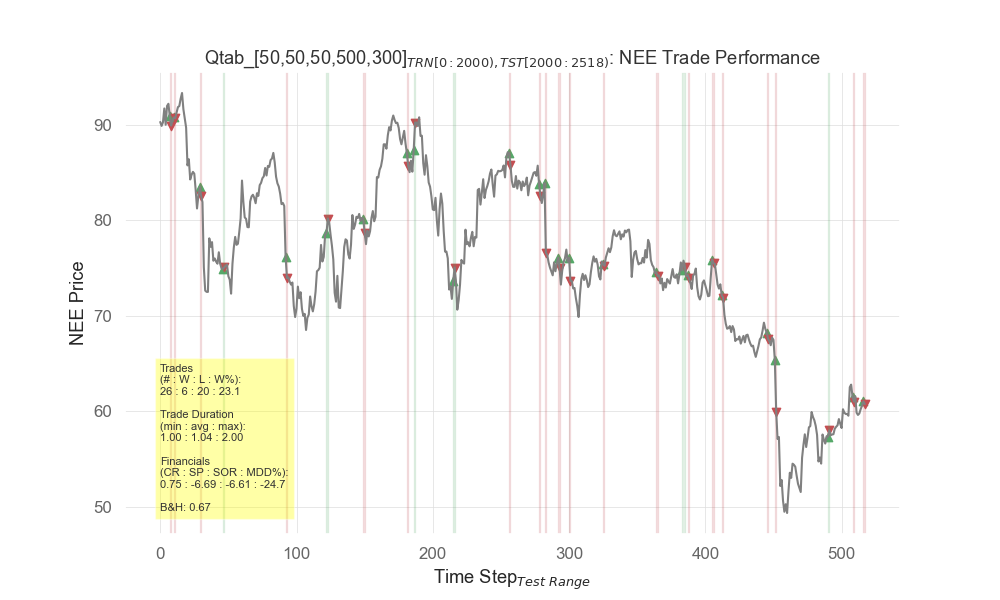 Qtab_[50,50,50,500,300]TRN[0:2000),TST[2000:2518): NEE Trade Performance
NEE Price
90
80
70
60
50
Trades
(# : W : L : W%):
26 : 6 : 20 : 23.1
Trade Duration
(min : avg : max):
1.00 : 1.04 : 2.00
Financials
(CR : SP : SOR : MDD%):
0.75 : -6.69 : -6.61 : -24.7
B&H: 0.67
0 100 200 300 400 500
Time Step Test Range